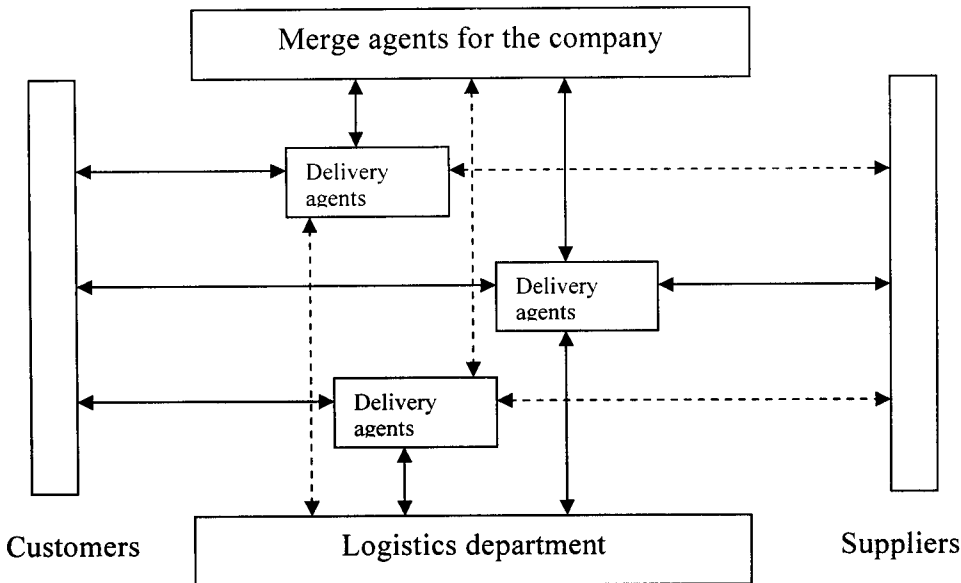 Merge agents for the company
Delivery
agents
Delivery
agents
Delivery
agents
Customers
Logistics department
Suppliers